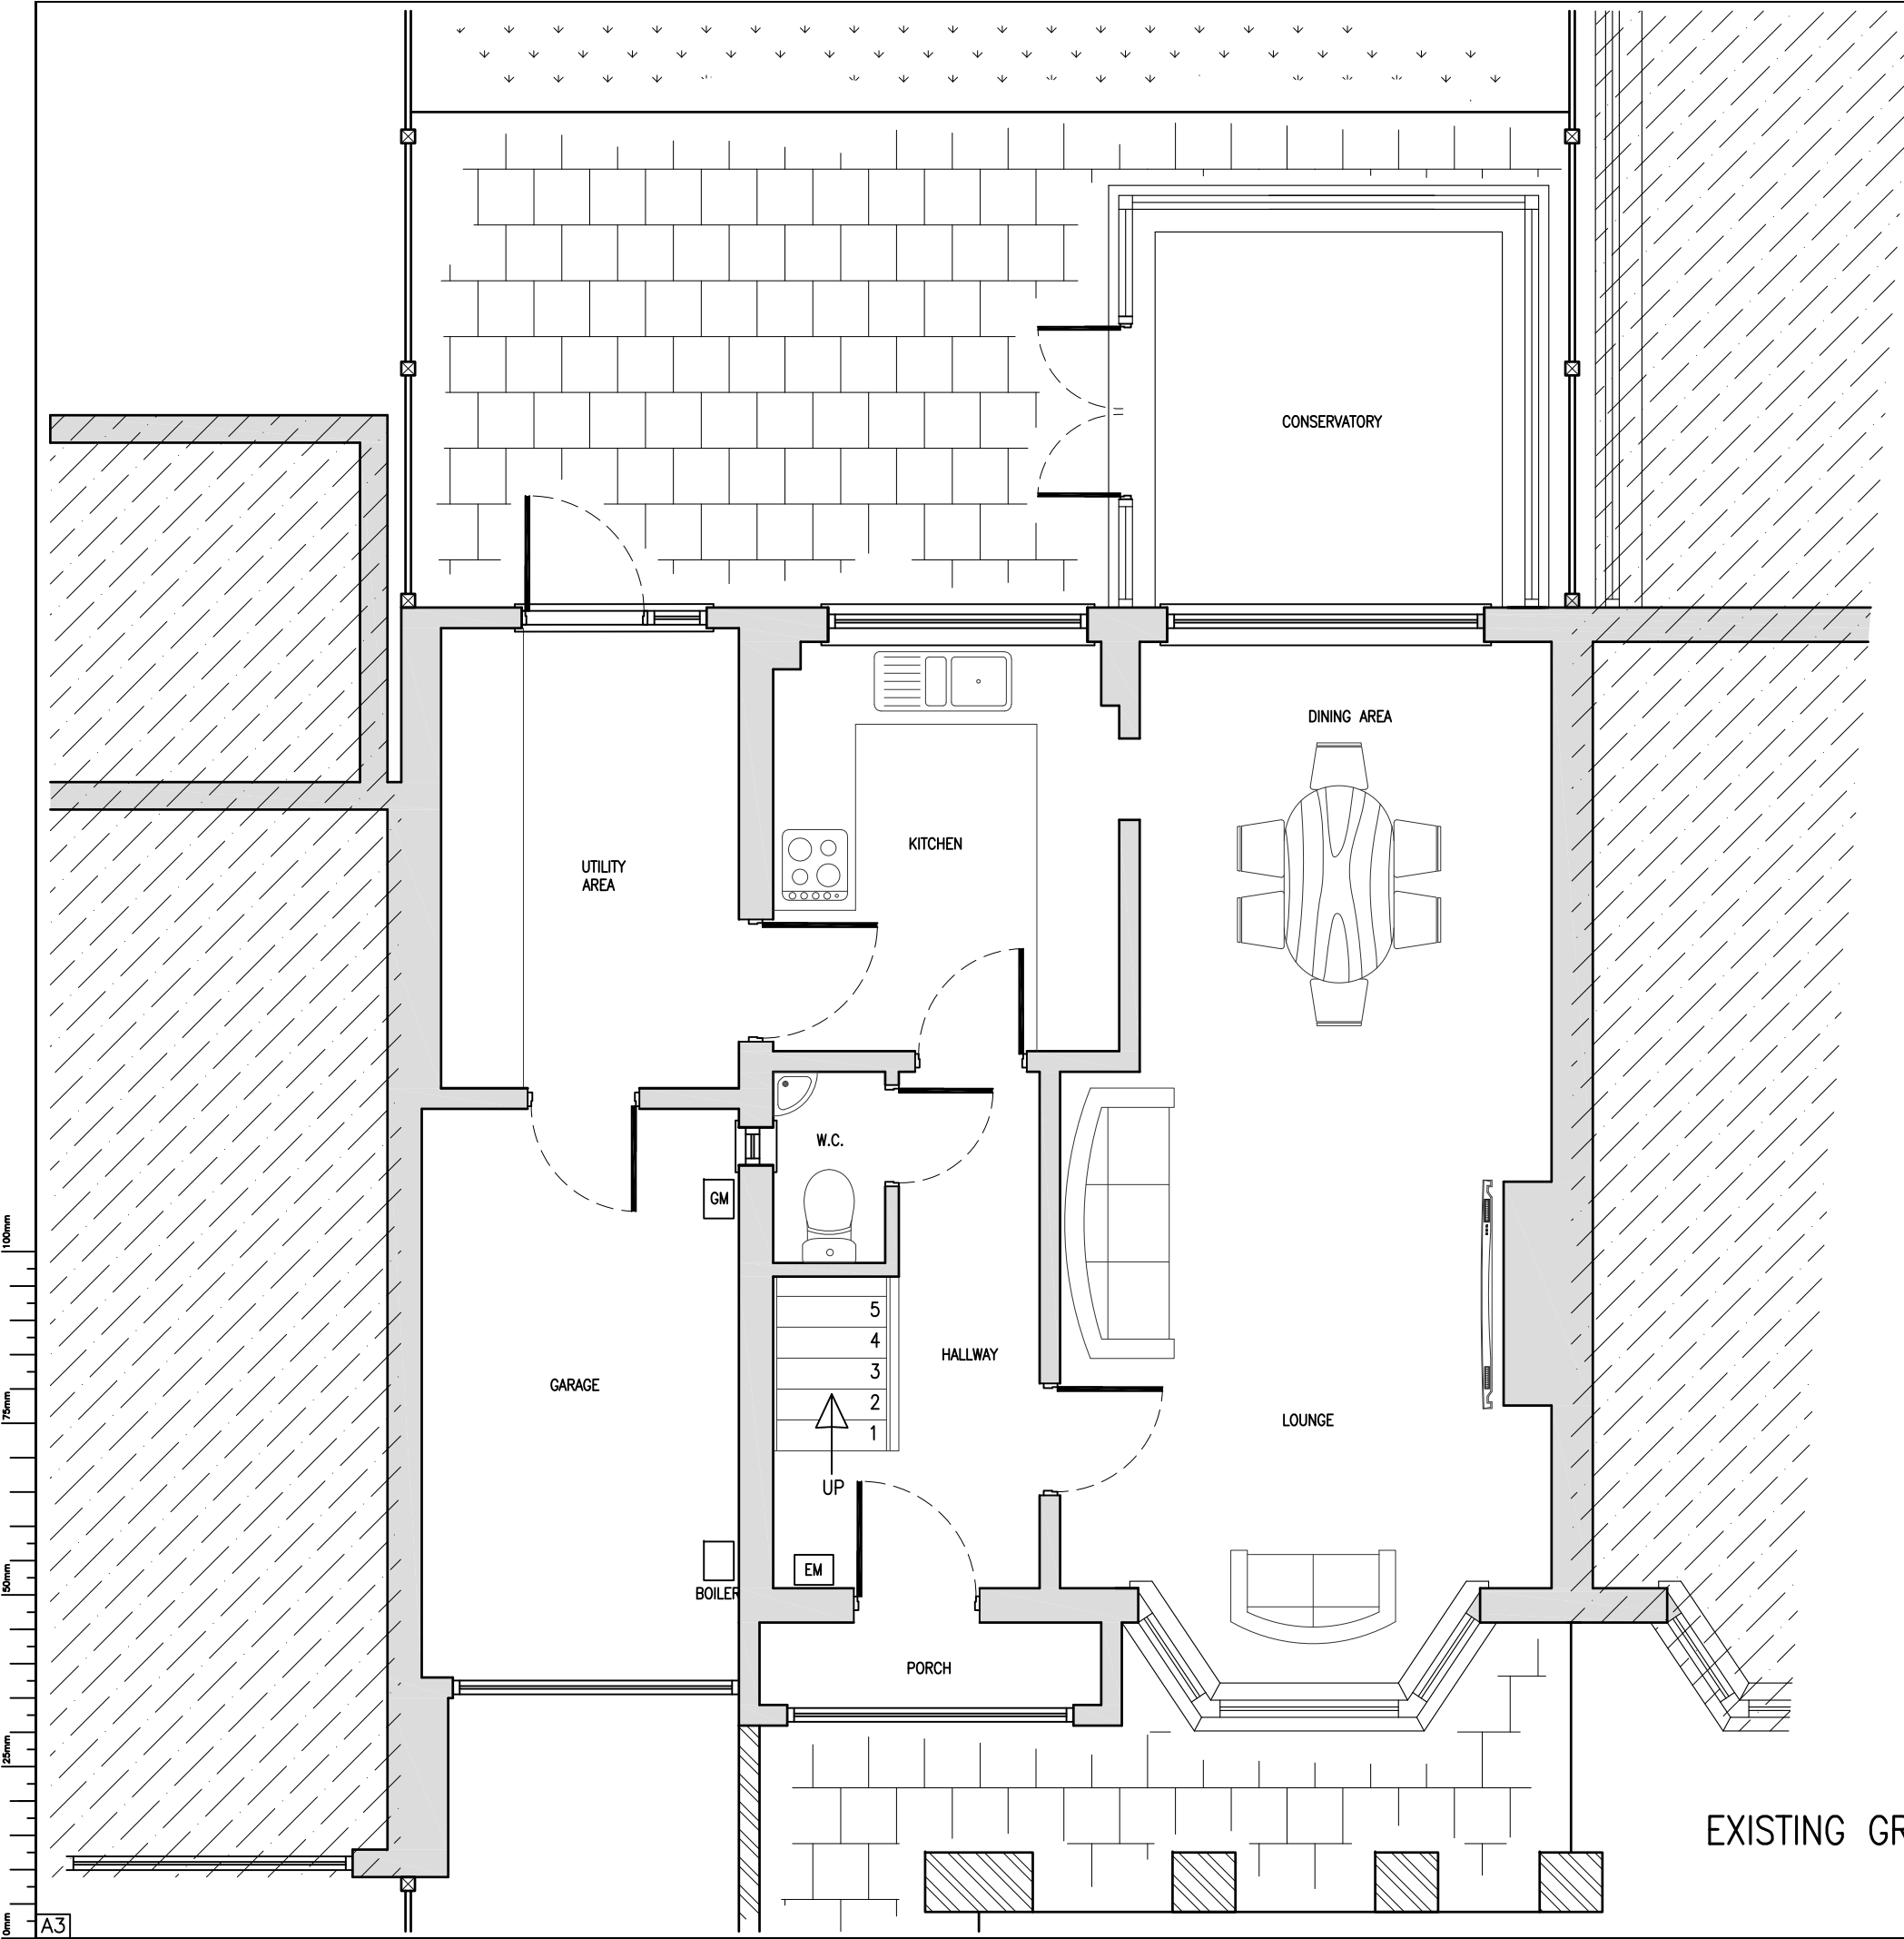 CONSERVATORY
DINING AREA
KITCHEN
UTILITY
AREA
W.C.
GM
5
4
3
2
1
UP
HALLWAY
GARAGE
LOUNGE
EM
BOILER
PORCH
EXISTING GR
100mm
75mm
50mm
25mm
0mm
A3